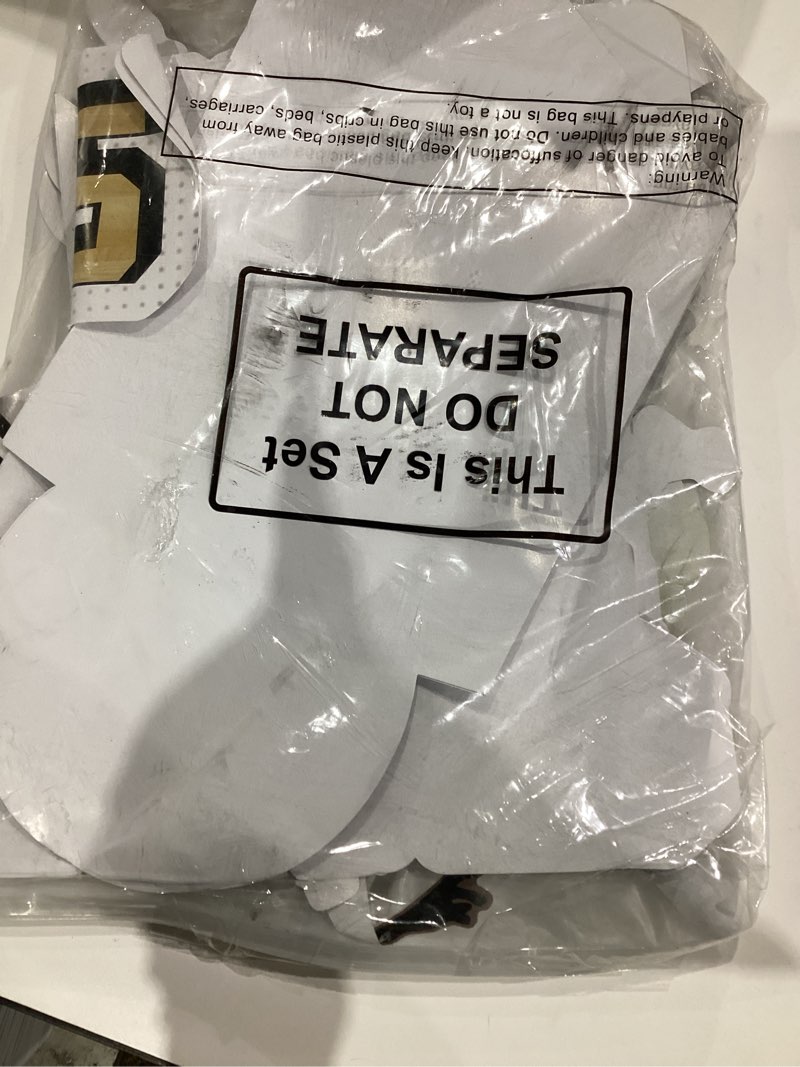 Warning:
To avoid danger of suffocation, keep this plastic bag away from
babies and children. Do not use this bag in cribs, beds, carriages,
or playpens. This bag is not a toy.
This Is A Set
DO NOT
SEPARATE